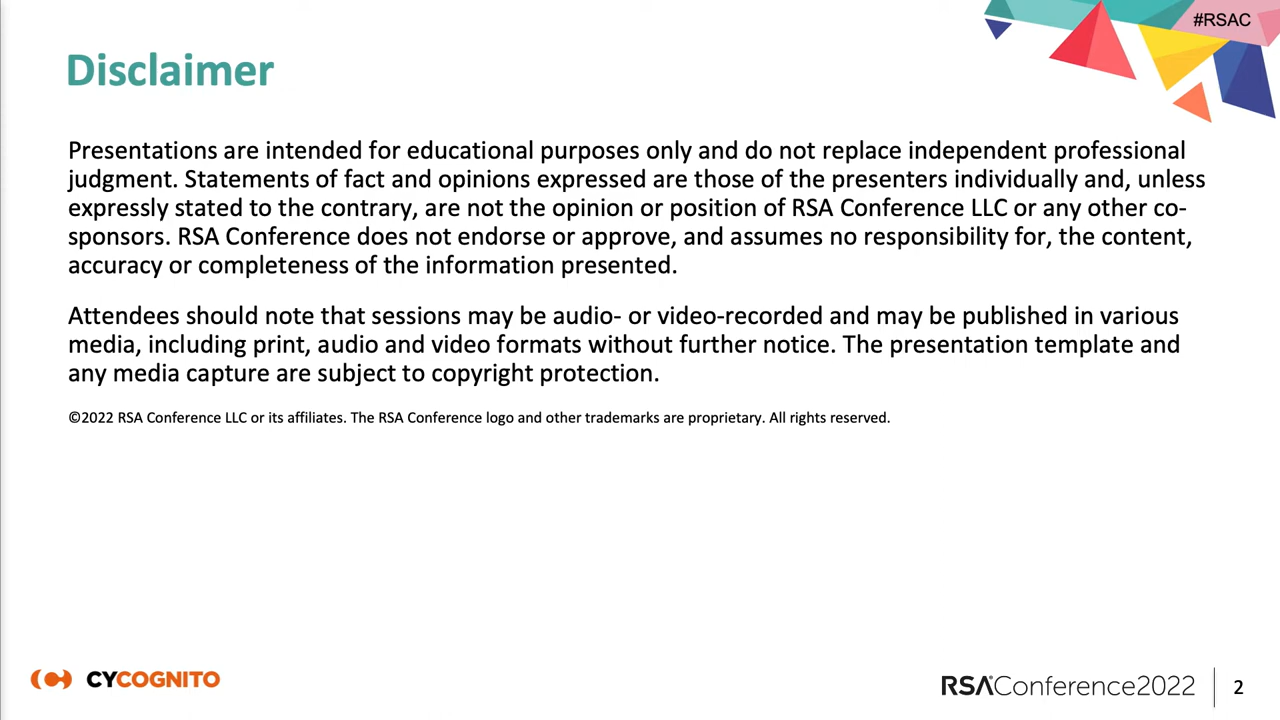 #RSAC
Disclaimer
Presentations are intended for educational purposes only and do not replace independent professional
judgment. Statements of fact and opinions expressed are those of the presenters individually and, unless
expressly stated to the contrary, are not the opinion or position of RSA Conference LLC or any other co-
sponsors. RSA Conference does not endorse or approve, and assumes no responsibility for, the content,
accuracy or completeness of the information presented.
Attendees should note that sessions may be audio- or video-recorded and may be published in various
media, including print, audio and video formats without further notice. The presentation template and
any media capture are subject to copyright protection.
©2022 RSA Conference LLC or its affiliates. The RSA Conference logo and other trademarks are proprietary. All rights reserved.
CYCOGNITO
RSAConference2022
2